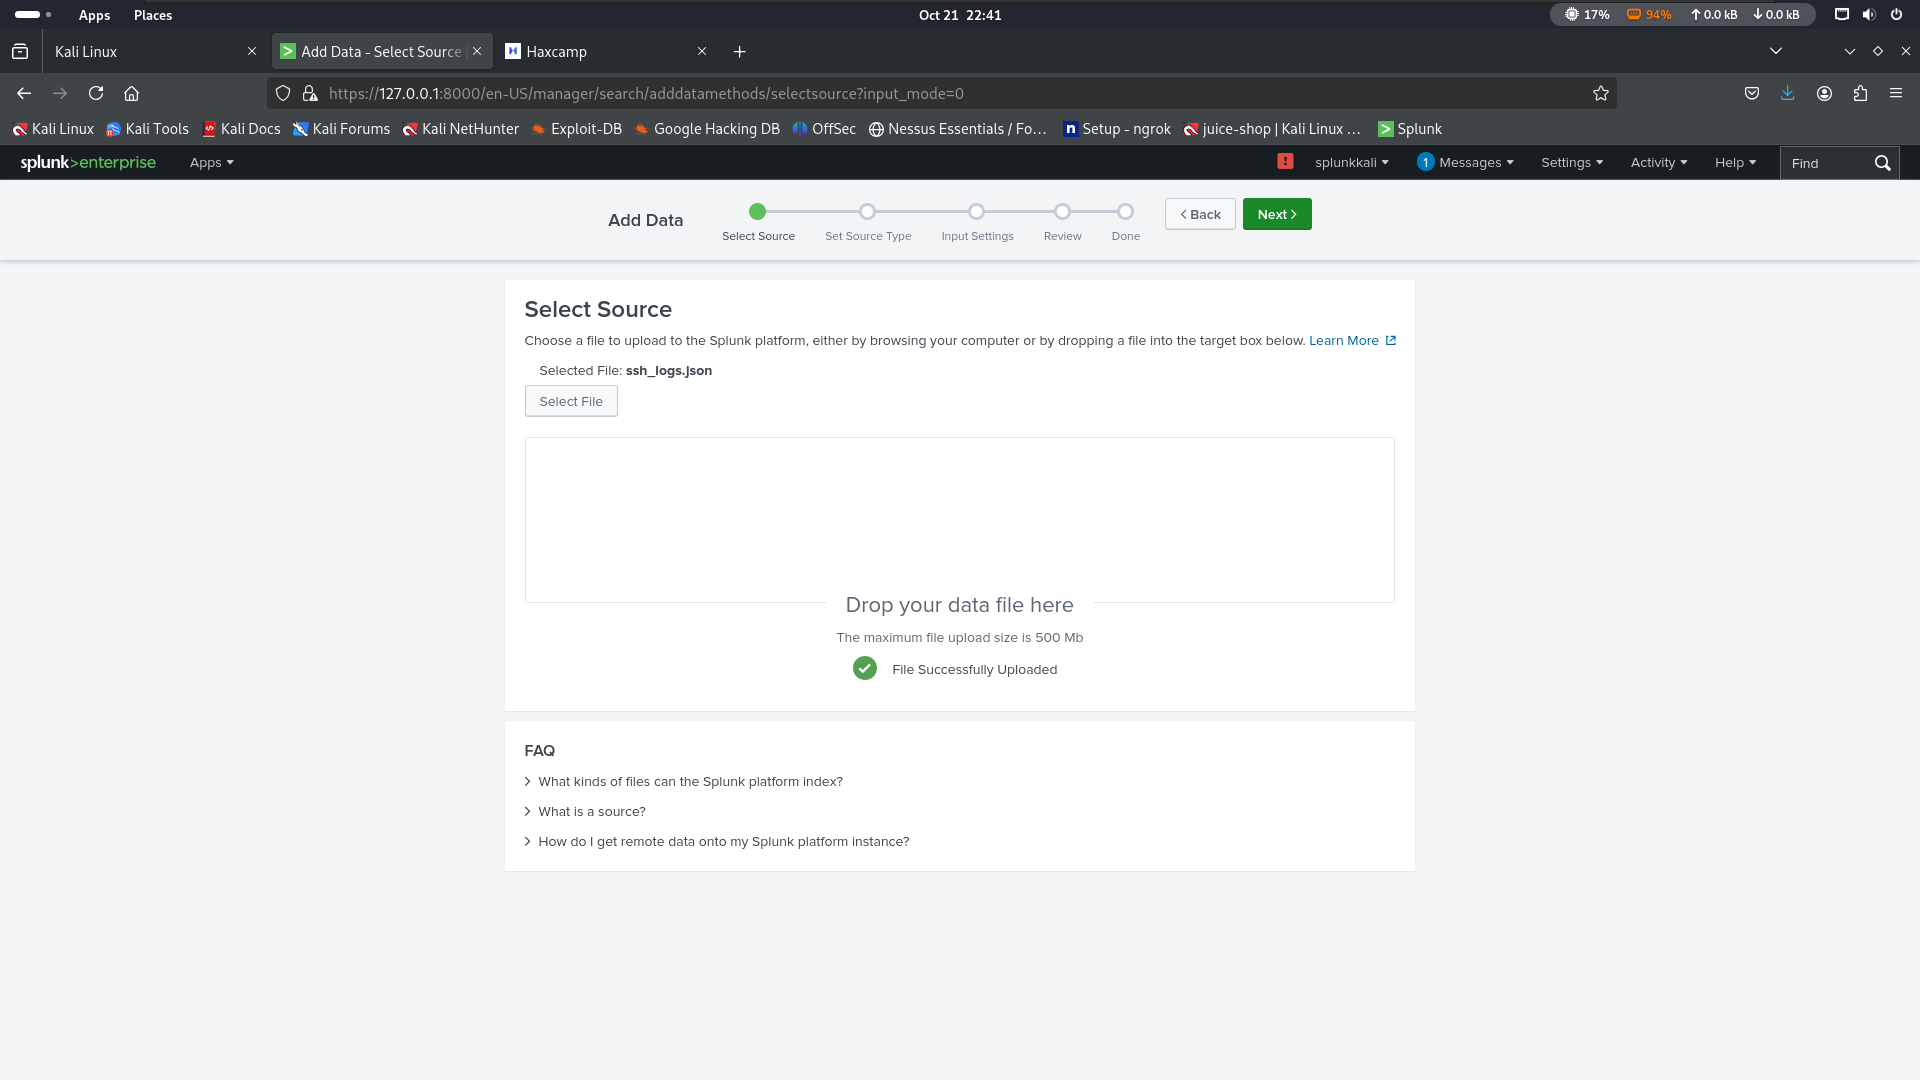 Apps Places Oct 21 22:41 17% 94% 0.0 kB 0.0 kB
Kali Linux Add Data - Select Source Haxcamp
https://127.0.0.1:8000/en-US/manager/search/adddatamethods/selectsource?input_mode=0
Kali Linux Kali Tools Kali Docs Kali Forums Kali NetHunter Exploit-DB Google Hacking DB OffSec Nessus Essentials / Fo... n Setup - ngrok juice-shop | Kali Linux ... Splunk
splunk>enterprise Apps ! splunkkali 1 Messages Settings Activity Help Find
Add Data Select Source Set Source Type Input Settings Review Done < Back Next >
Select Source
Choose a file to upload to the Splunk platform, either by browsing your computer or by dropping a file into the target box below. Learn More
Selected File: ssh_logs.json
Select File
Drop your data file here
The maximum file upload size is 500 Mb
File Successfully Uploaded
FAQ
> What kinds of files can the Splunk platform index?
> What is a source?
> How do I get remote data onto my Splunk platform instance?